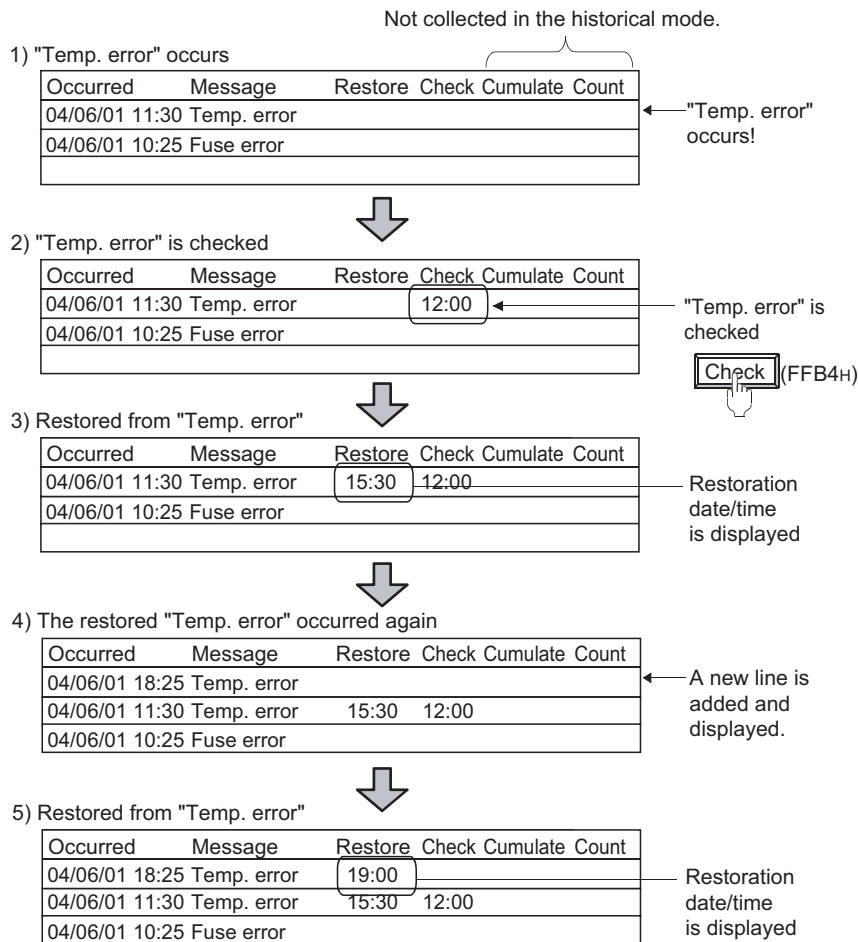 Not collected in the historical mode.
1) "Temp. error" occurs
Occurred Message Restore Check Cumulate Count
04/06/01 11:30 Temp. error
04/06/01 10:25 Fuse error
"Temp. error"
occurs!
2) "Temp. error" is checked
Occurred Message Restore Check Cumulate Count
04/06/01 11:30 Temp. error 12:00
04/06/01 10:25 Fuse error
"Temp. error" is
checked
Check (FFB4H)
3) Restored from "Temp. error"
Occurred Message Restore Check Cumulate Count
04/06/01 11:30 Temp. error 15:30 12:00
04/06/01 10:25 Fuse error
Restoration
date/time
is displayed
4) The restored "Temp. error" occurred again
Occurred Message Restore Check Cumulate Count
04/06/01 18:25 Temp. error
04/06/01 11:30 Temp. error 15:30 12:00
04/06/01 10:25 Fuse error
A new line is
added and
displayed.
5) Restored from "Temp. error"
Occurred Message Restore Check Cumulate Count
04/06/01 18:25 Temp. error 19:00
04/06/01 11:30 Temp. error 15:30 12:00
04/06/01 10:25 Fuse error
Restoration
date/time
is displayed